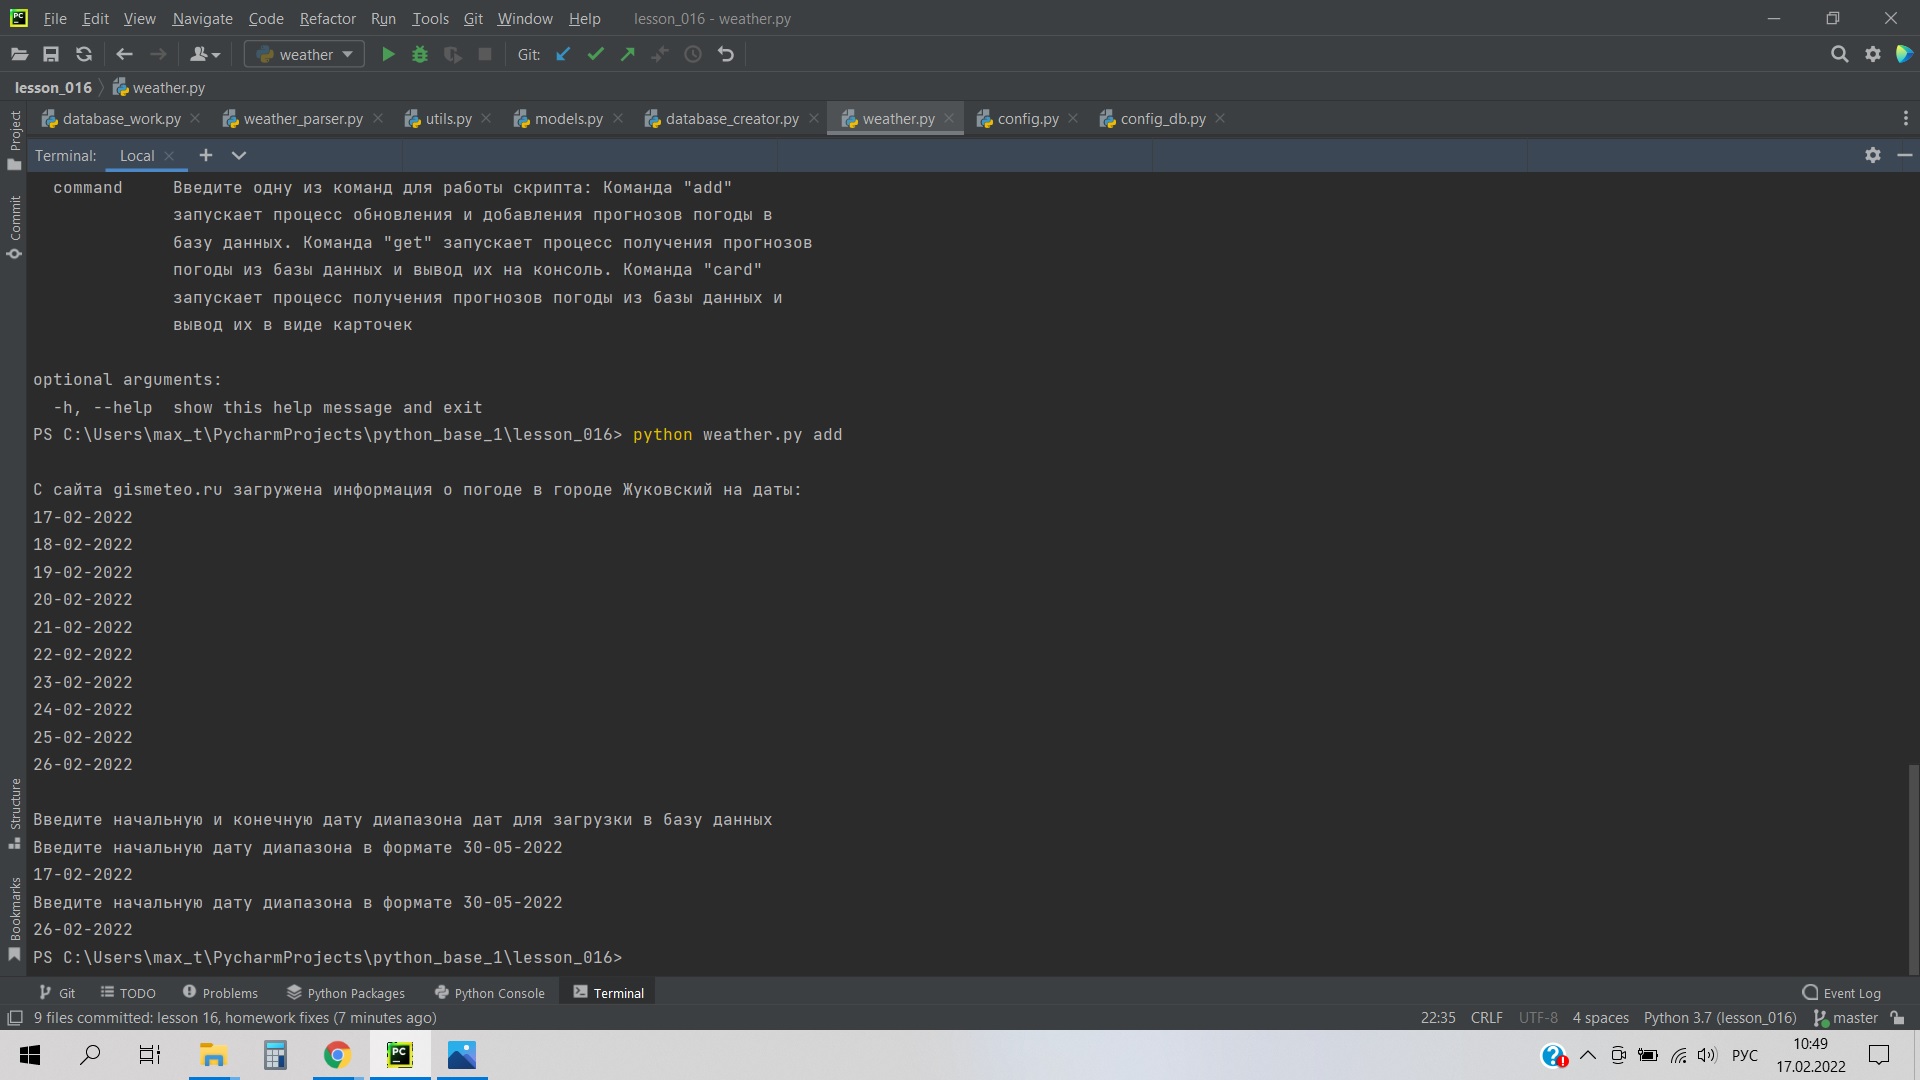 File Edit View Navigate Code Refactor Run Tools Git Window Help lesson_016 - weather.py
weather Git:
lesson_016 weather.py
database_work.py weather_parser.py utils.py models.py database_creator.py weather.py config.py config_db.py
Terminal: Local
Project
Commit
Structure
Bookmarks
command Введите одну из команд для работы скрипта: Команда "add"
запускает процесс обновления и добавления прогнозов погоды в
базу данных. Команда "get" запускает процесс получения прогнозов
погоды из базы данных и вывод их на консоль. Команда "card"
запускает процесс получения прогнозов погоды из базы данных и
вывод их в виде карточек
optional arguments:
-h, --help show this help message and exit
PS C:\Users\max_t\PycharmProjects\python_base_1\lesson_016> python weather.py add
С сайта gismeteo.ru загружена информация о погоде в городе Жуковский на даты:
17-02-2022
18-02-2022
19-02-2022
20-02-2022
21-02-2022
22-02-2022
23-02-2022
24-02-2022
25-02-2022
26-02-2022
Введите начальную и конечную дату диапазона дат для загрузки в базу данных
Введите начальную дату диапазона в формате 30-05-2022
17-02-2022
Введите начальную дату диапазона в формате 30-05-2022
26-02-2022
PS C:\Users\max_t\PycharmProjects\python_base_1\lesson_016>
Git TODO Problems Python Packages Python Console Terminal Event Log
9 files committed: lesson 16, homework fixes (7 minutes ago) 22:35 CRLF UTF-8 4 spaces Python 3.7 (lesson_016) master
РУС 10:49
17.02.2022